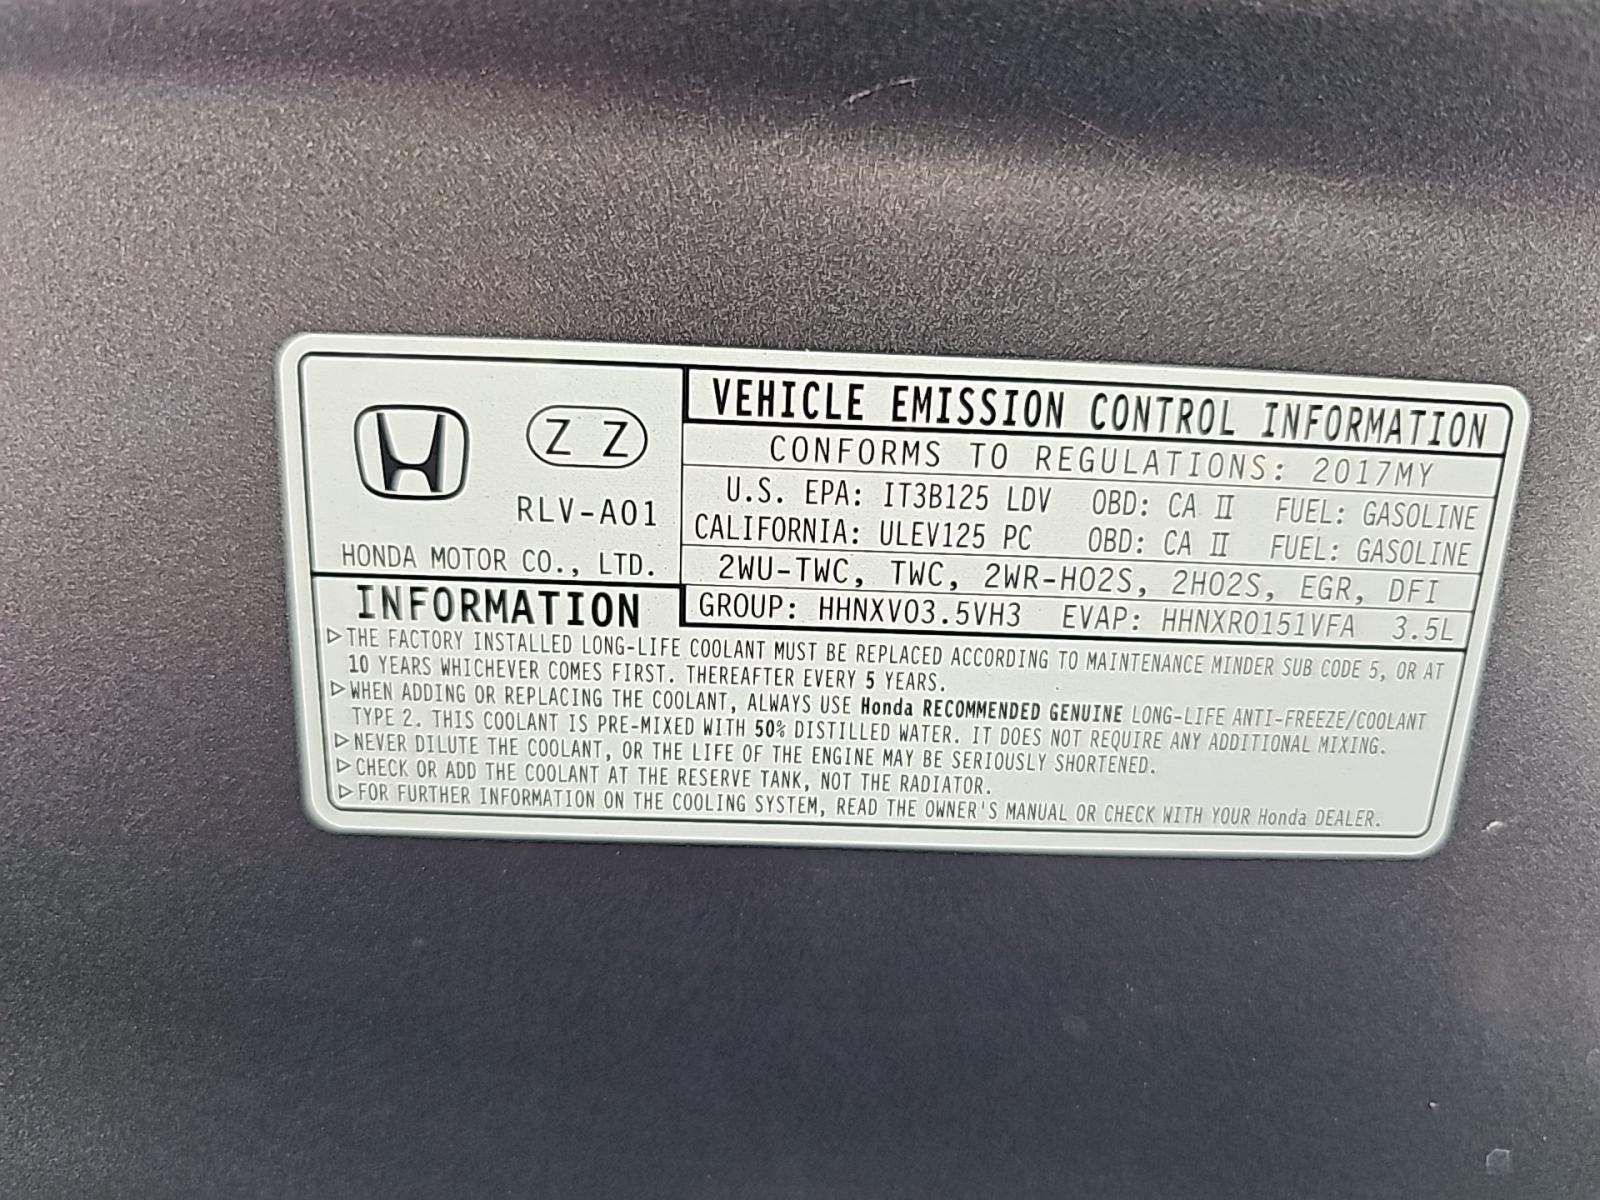 Z Z
RLV-A01
HONDA MOTOR CO., LTD.
VEHICLE EMISSION CONTROL INFORMATION
CONFORMS TO REGULATIONS: 2017MY
U.S. EPA: IT3B125 LDV OBD: CA II FUEL: GASOLINE
CALIFORNIA: ULEV125 PC OBD: CA II FUEL: GASOLINE
2WU-TWC, TWC, 2WR-HO2S, 2HO2S, EGR, DFI
GROUP: HHNXV03.5VH3 EVAP: HHNXR0151VFA 3.5L
INFORMATION
▷THE FACTORY INSTALLED LONG-LIFE COOLANT MUST BE REPLACED ACCORDING TO MAINTENANCE MINDER SUB CODE 5, OR AT
10 YEARS WHICHEVER COMES FIRST. THEREAFTER EVERY 5 YEARS.
▷WHEN ADDING OR REPLACING THE COOLANT, ALWAYS USE Honda RECOMMENDED GENUINE LONG-LIFE ANTI-FREEZE/COOLANT
TYPE 2. THIS COOLANT IS PRE-MIXED WITH 50% DISTILLED WATER. IT DOES NOT REQUIRE ANY ADDITIONAL MIXING.
▷NEVER DILUTE THE COOLANT, OR THE LIFE OF THE ENGINE MAY BE SERIOUSLY SHORTENED.
▷CHECK OR ADD THE COOLANT AT THE RESERVE TANK, NOT THE RADIATOR.
▷FOR FURTHER INFORMATION ON THE COOLING SYSTEM, READ THE OWNER'S MANUAL OR CHECK WITH YOUR Honda DEALER.